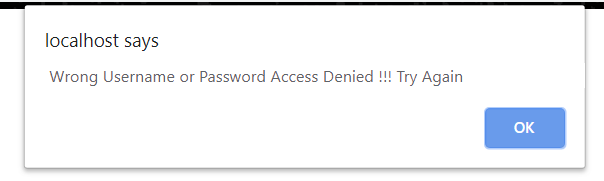 localhost says
Wrong Username or Password Access Denied !!! Try Again
OK